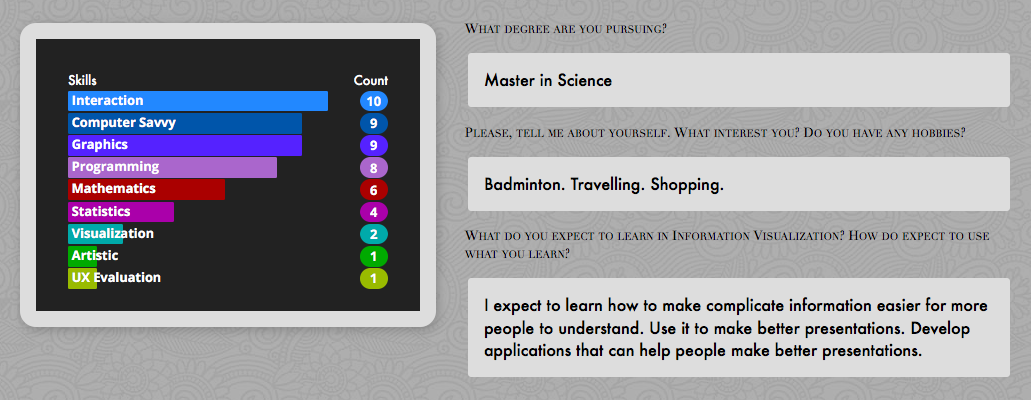 Skills Count
Interaction 10
Computer Savvy 9
Graphics 9
Programming 8
Mathematics 6
Statistics 4
Visualization 2
Artistic 1
UX Evaluation 1
What degree are you pursuing?
Master in Science
Please, tell me about yourself. What interest you? Do you have any hobbies?
Badminton. Travelling. Shopping.
What do you expect to learn in Information Visualization? How do expect to use
what you learn?
I expect to learn how to make complicate information easier for more
people to understand. Use it to make better presentations. Develop
applications that can help people make better presentations.